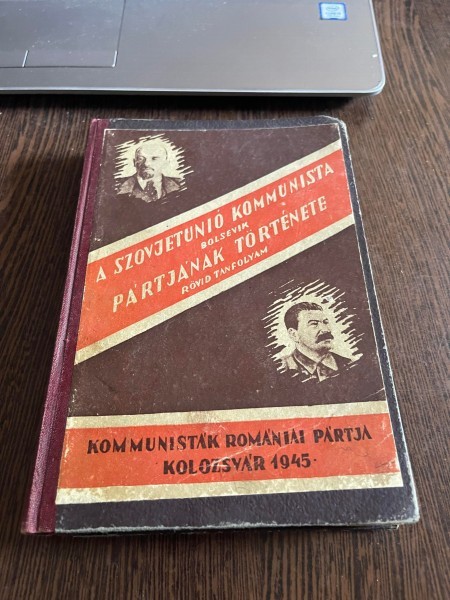 A SZOVJETUNIÓ KOMMUNISTA
BOLSEVIK
PÁRTJÁNAK TÖRTÉNETE
RÖVID TANFOLYAM
KOMMUNISTÁK ROMÁNIAI PÁRTJA
· KOLOZSVÁR 1945 ·